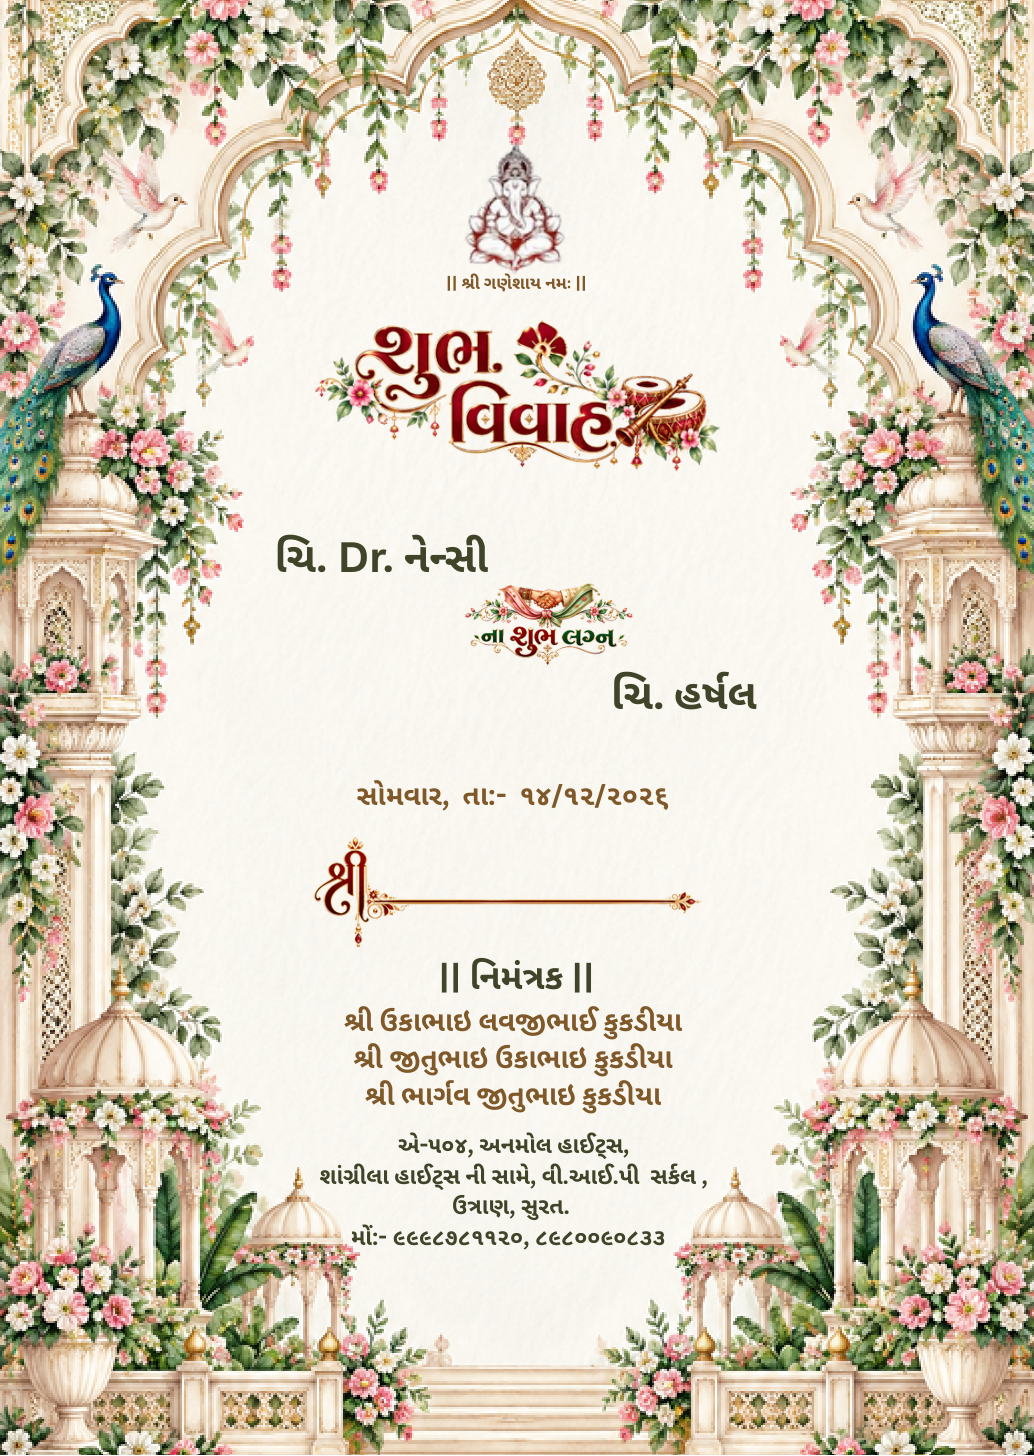 || શ્રી ગણેશાય નમઃ ||
શુભ
વિવાહ
ચિ. Dr. નેન્સી
ના શુભ લગ્ન
ચિ. હર્ષલ
સોમવાર, તાઃ- ૧૪/૧૨/૨૦૨૬
શ્રી
|| નિમંત્રક ||
શ્રી ઉકાભાઇ લવજીભાઈ કુકડીયા
શ્રી જીતુભાઇ ઉકાભાઇ કુકડીયા
શ્રી ભાર્ગવ જીતુભાઇ કુકડીયા
એ-૫૦૪, અનમોલ હાઈટ્સ,
શાંગ્રીલા હાઈટ્સ ની સામે, વી.આઈ.પી સર્કલ ,
ઉત્રાણ, સુરત.
મોંઃ- ૯૯૯૮૭૮૧૧૨૦, ૮૯૮૦૦૯૦૮૩૩